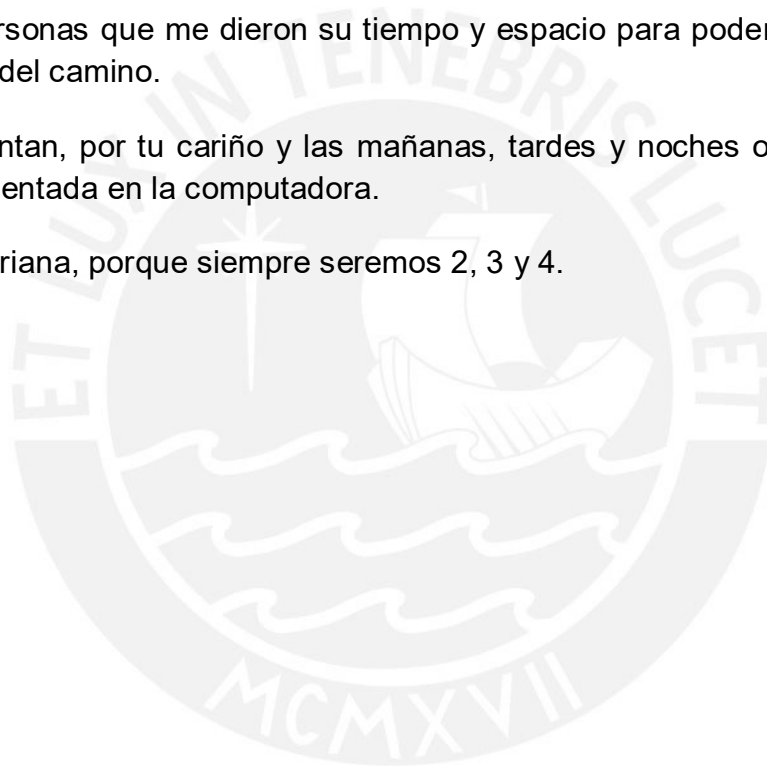 rsonas que me dieron su tiempo y espacio para poder
del camino.
ntan, por tu cariño y las mañanas, tardes y noches o
entada en la computadora.
riana, porque siempre seremos 2, 3 y 4.
ET LUX IN TENEBRIS LUCET
MCMXVII